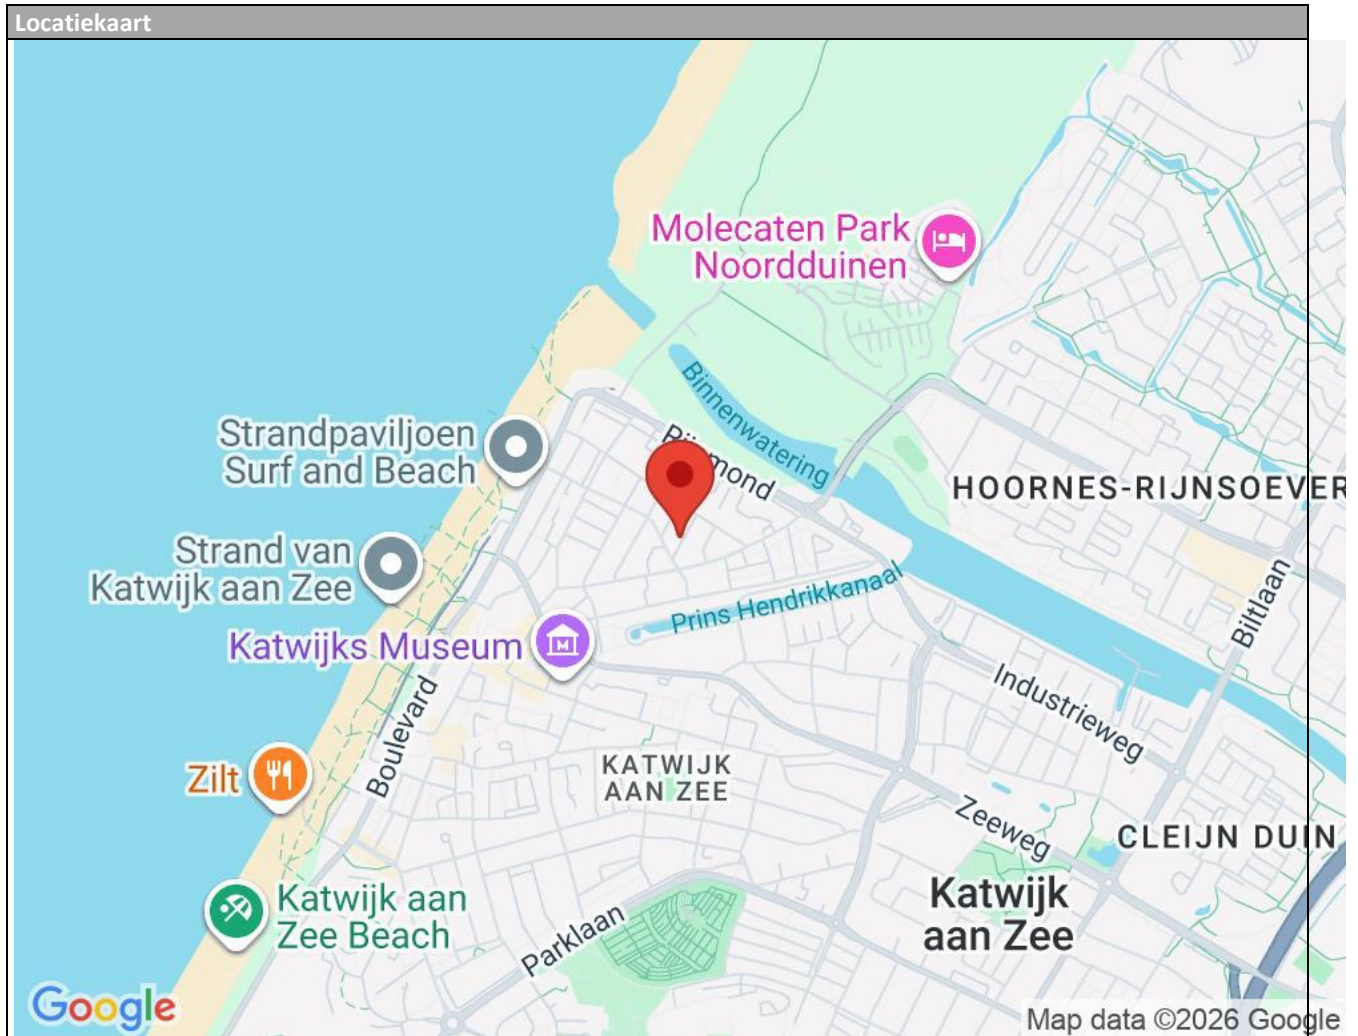 Locatiekaart
Molecaten Park
Noordduinen
Binnenwatering
Strandpaviljoen
Surf and Beach
Rijnmond
HOORNES-RIJNSOEVER
Strand van
Katwijk aan Zee
Prins Hendrikkanaal
Biltlaan
Katwijks Museum
Industrieweg
Boulevard
KATWIJK
AAN ZEE
Zilt
Zeeweg
CLEIJN DUIN
Katwijk
aan Zee
Katwijk aan
Zee Beach
Parklaan
Google
Map data ©2026 Google